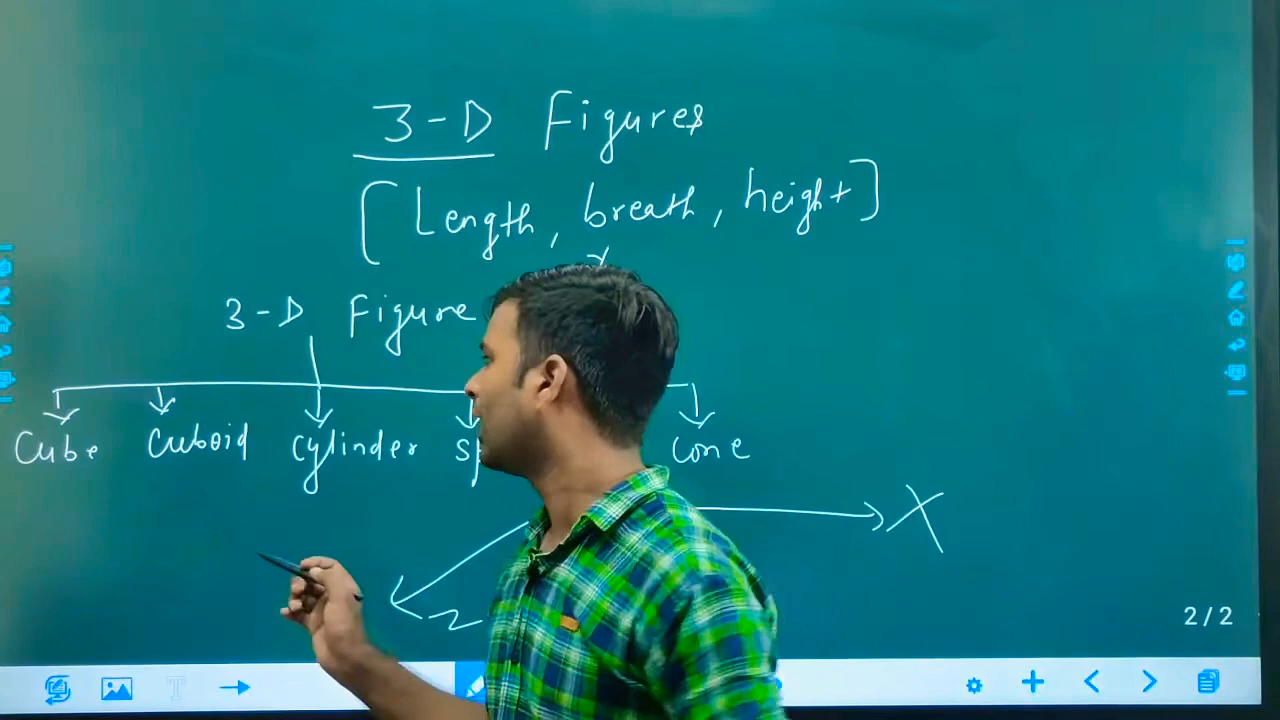 3-D Figures
[Length, breath, height]
3-D Figure
Cube Cuboid Cylinder Cone
X
Z
2/2